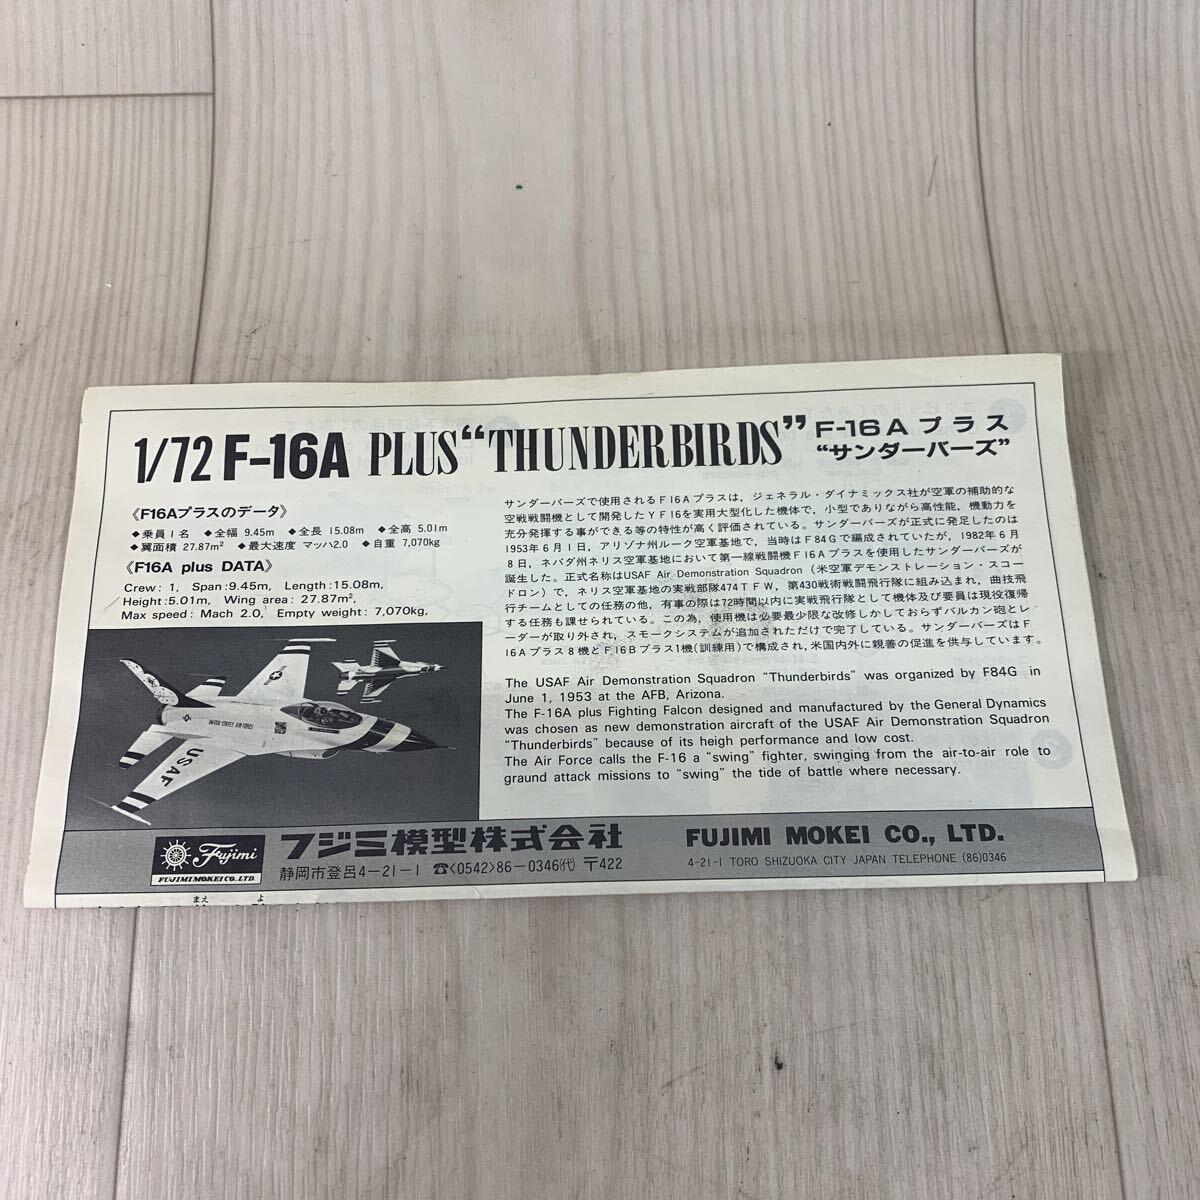 1/72 F-16A PLUS “THUNDERBIRDS” F-16Aプラス
“サンダーバーズ”
《F16Aプラスのデータ》
◆乗員1名 ◆全幅 9.45m ◆全長 15.08m ◆全高 5.01m
◆翼面積 27.87m² ◆最大速度 マッハ2.0 ◆自重 7,070kg
《F16A plus DATA》
Crew: 1, Span:9.45m, Length:15.08m,
Height:5.01m, Wing area: 27.87m²,
Max speed: Mach 2.0, Empty weight: 7,070kg,
UNITED STATES AIR FORCE
USAF
サンダーバーズで使用されるF16Aプラスは, ジェネラル・ダイナミックス社が空軍の補助的な
空戦戦闘機として開発したYF16を実用大型化した機体で, 小型でありながら高性能, 機動力を
充分発揮する事ができる等の特性が高く評価されている。サンダーバーズが正式に発足したのは
1953年6月1日, アリゾナ州ルーク空軍基地で, 当時はF84Gで編成されていたが, 1982年6月
8日, ネバダ州ネリス空軍基地において第一線戦闘機F16Aプラスを使用したサンダーバーズが
誕生した。正式名称はUSAF Air Demonstration Squadron (米空軍デモンストレーション・スコー
ドロン) で, ネリス空軍基地の実戦部隊474TFW, 第430戦術戦闘飛行隊に組み込まれ, 曲技飛
行チームとしての任務の他, 有事の際は72時間以内に実戦飛行隊として機体及び要員は現役復帰
する任務も課せられている。この為, 使用機は必要最少限な改修しかしておらずバルカン砲とレ
ーダーが取り外され, スモークシステムが追加されただけで完了している。サンダーバーズはF
16Aプラス8機とF16Bプラス1機(訓練用)で構成され, 米国内外に親善の促進を供与しています。
The USAF Air Demonstration Squadron “Thunderbirds” was organized by F84G in
June 1, 1953 at the AFB, Arizona.
The F-16A plus Fighting Falcon designed and manufactured by the General Dynamics
was chosen as new demonstration aircraft of the USAF Air Demonstration Squadron
“Thunderbirds” because of its heigh performance and low cost.
The Air Force calls the F-16 a “swing” fighter, swinging from the air-to-air role to
graund attack missions to “swing” the tide of battle where necessary.
Fujimi
FUJIMI MOKEI CO. LTD.
フジミ模型株式会社
静岡市登呂4-21-1 ☎<0542>86-0346(代) 〒422
FUJIMI MOKEI CO., LTD.
4-21-1 TORO SHIZUOKA CITY JAPAN TELEPHONE (86)0346
まえ よ